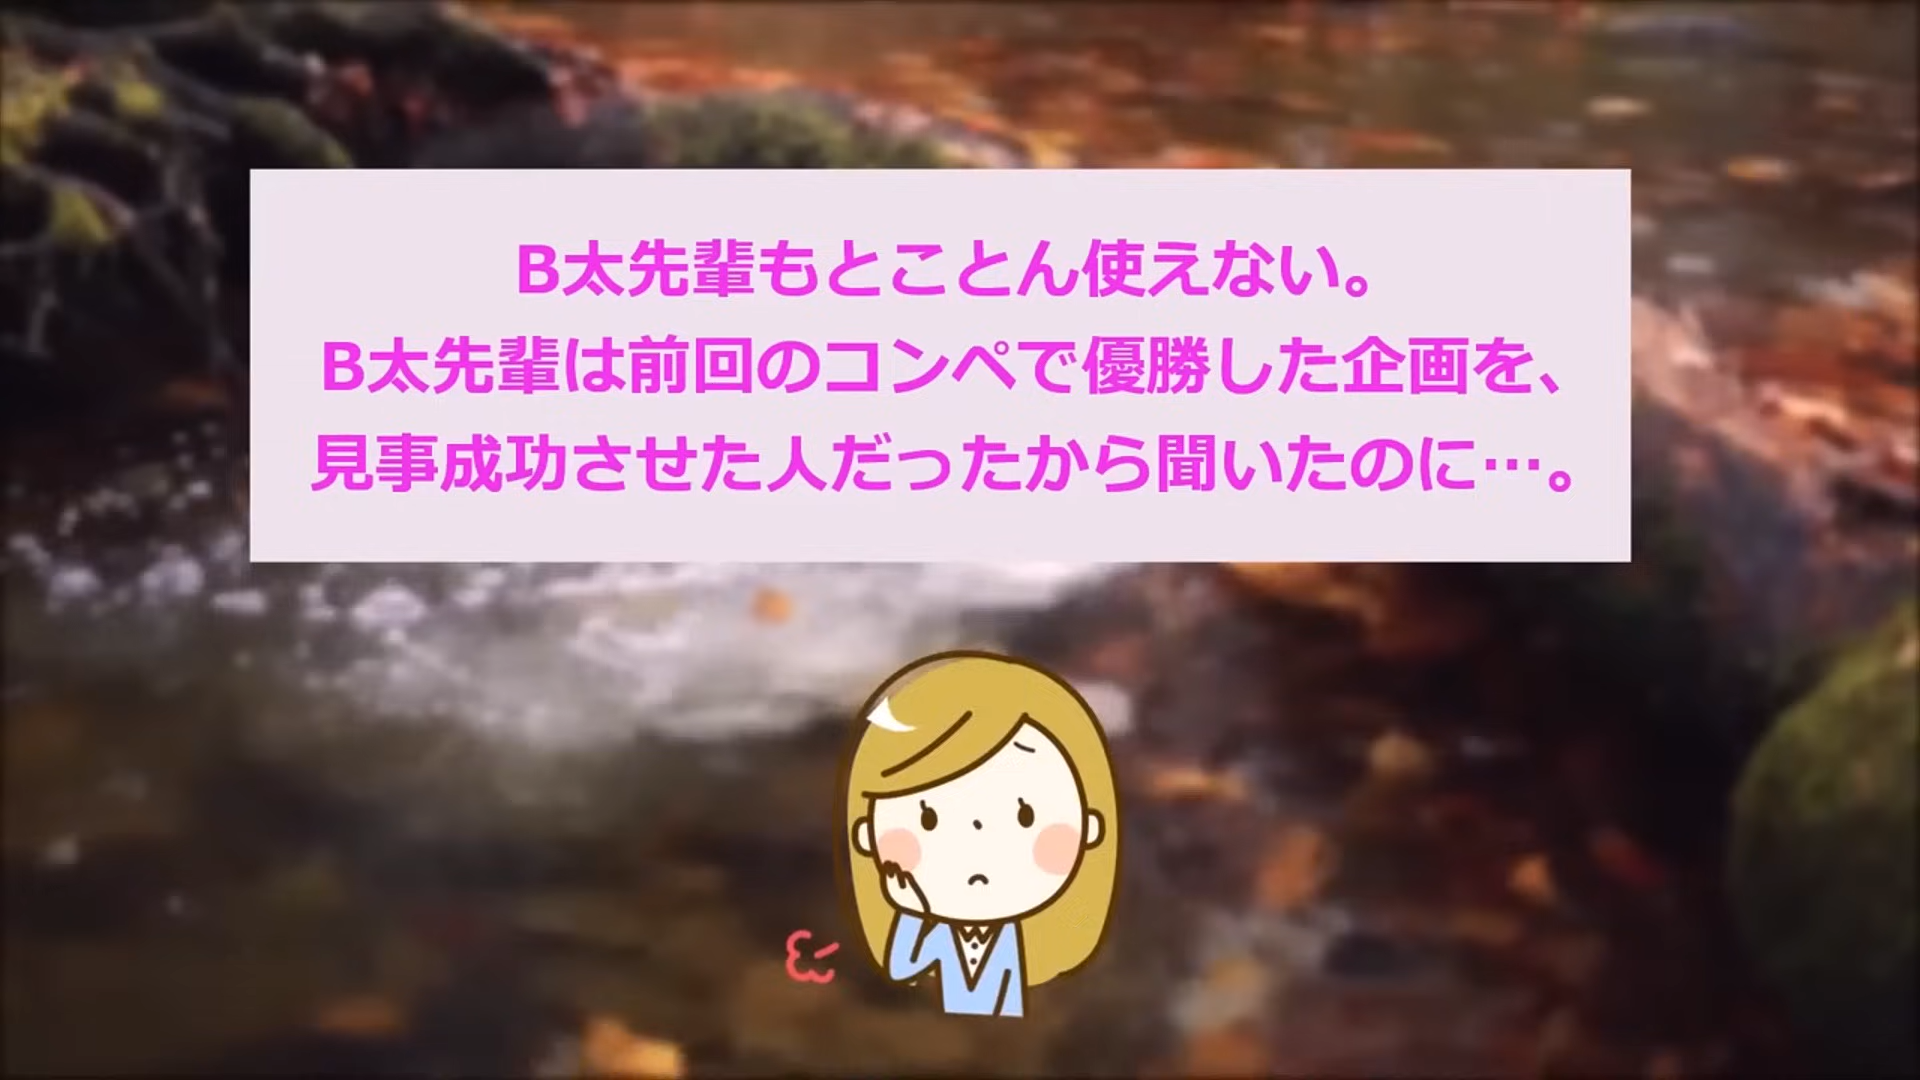 B太先輩もとことん使えない。
B太先輩は前回のコンペで優勝した企画を、
見事成功させた人だったから聞いたのに…。